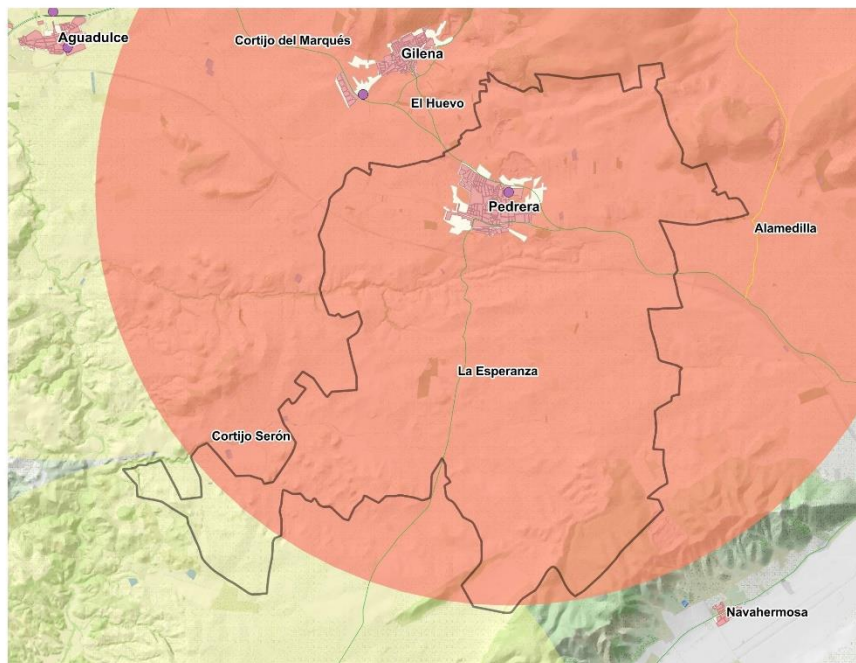 Aguadulce
Cortijo del Marqués
Gilena
El Huevo
Pedrera
Alamedilla
La Esperanza
Cortijo Serón
Navahermosa